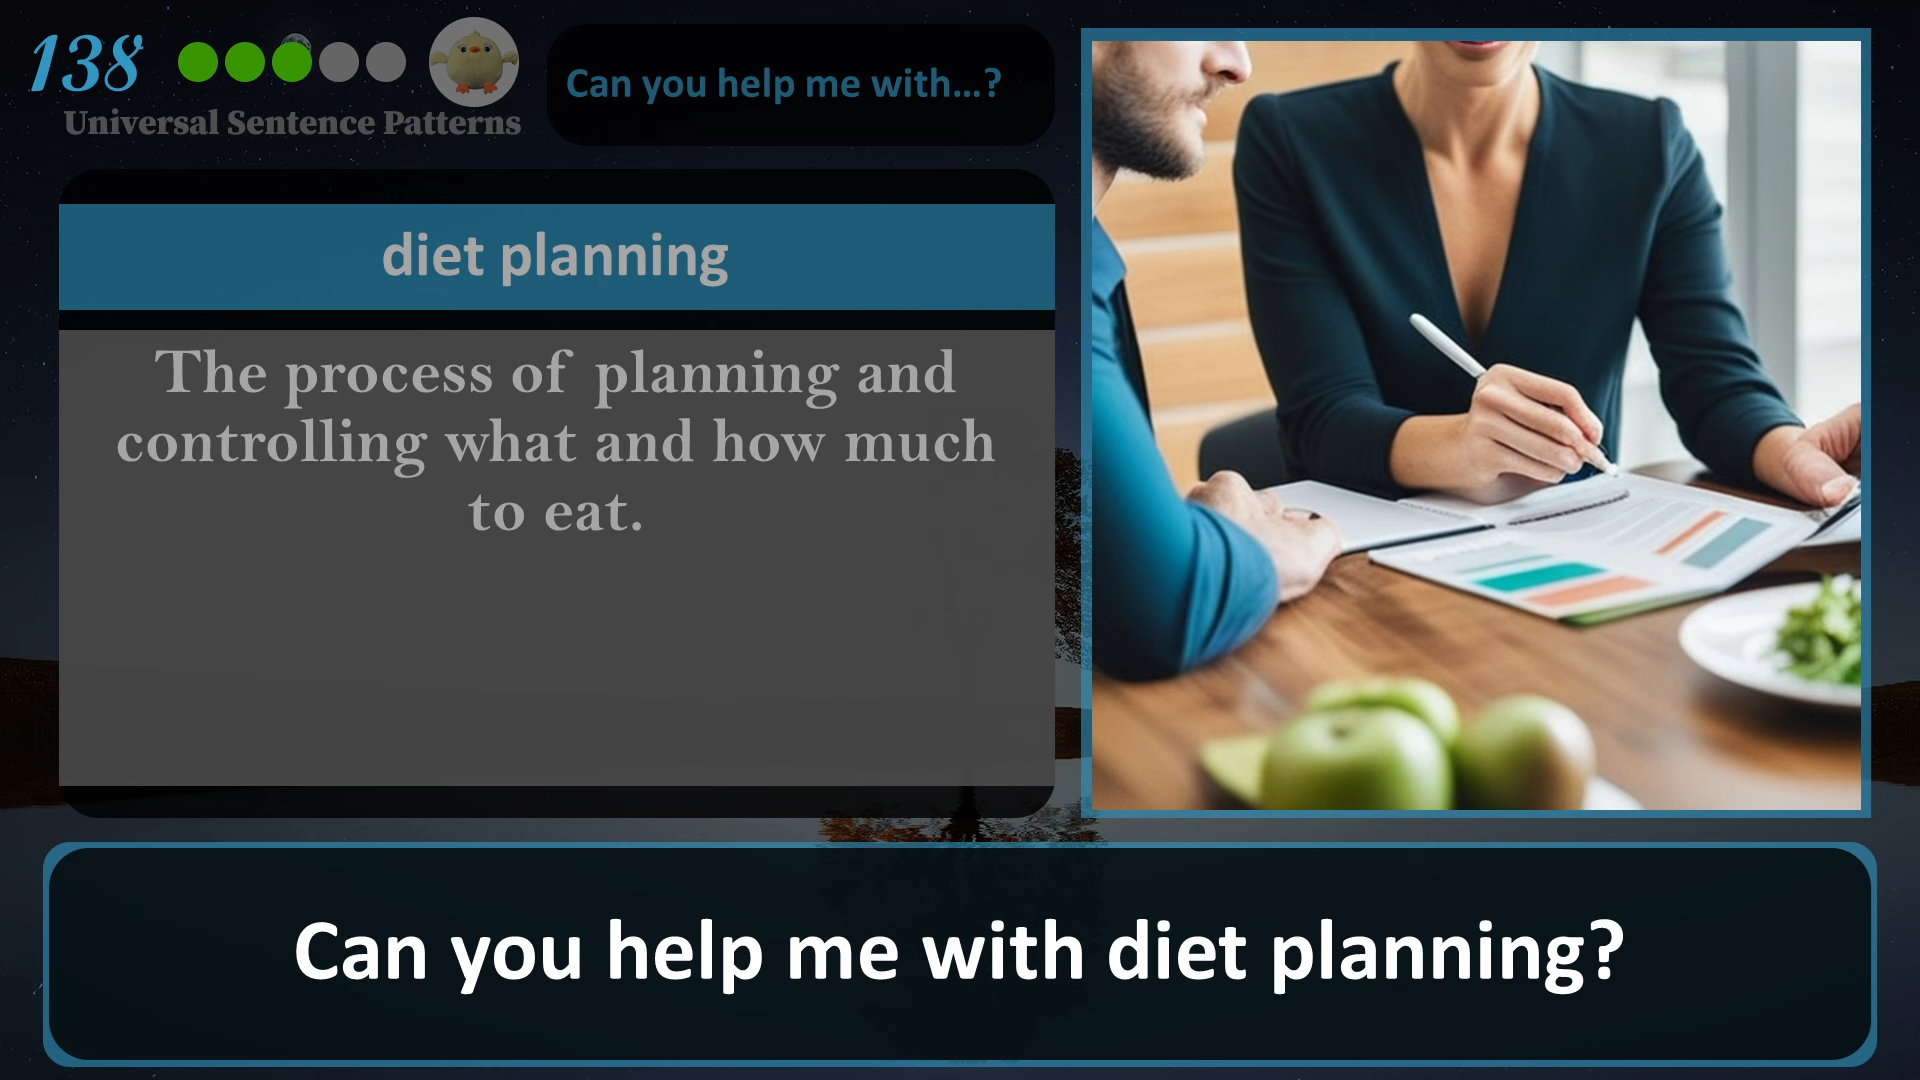 138
Universal Sentence Patterns
Can you help me with...?
diet planning
The process of planning and
controlling what and how much
to eat.
Can you help me with diet planning?